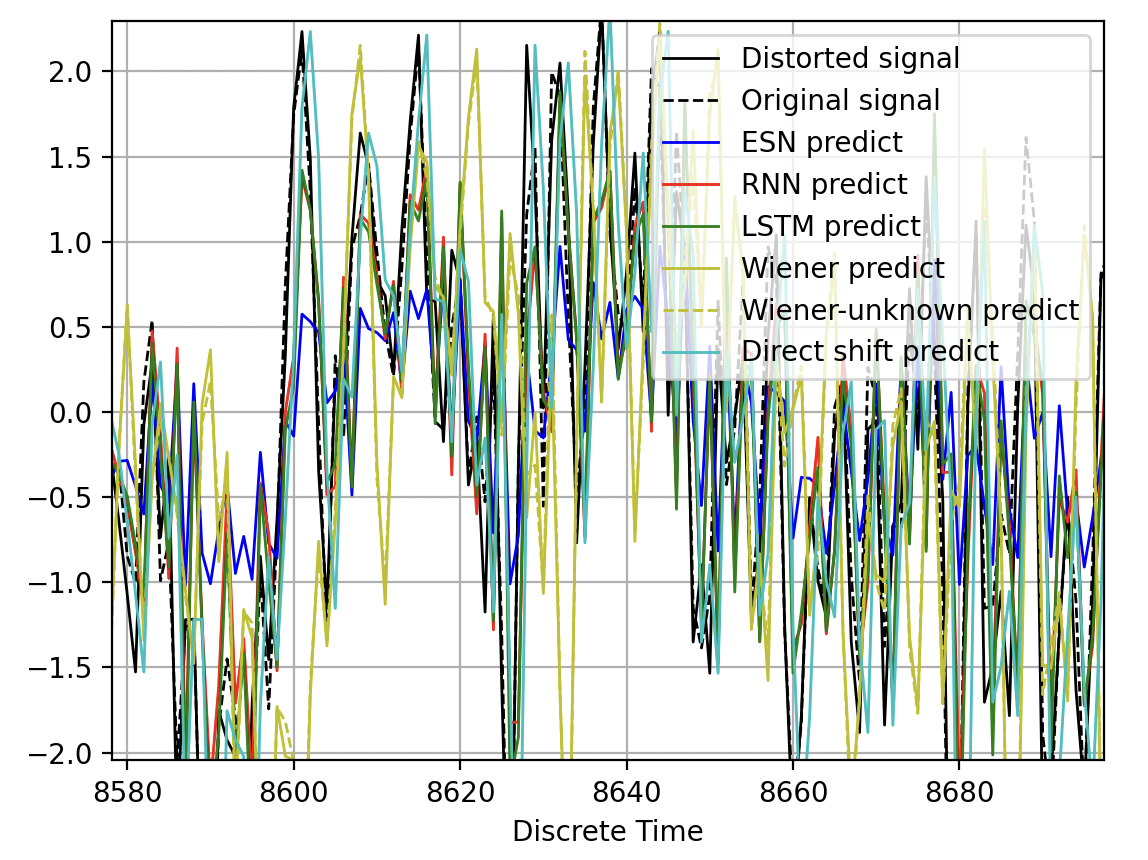 2.0
1.5
1.0
0.5
0.0
−0.5
−1.0
−1.5
−2.0
Distorted signal
Original signal
ESN predict
RNN predict
LSTM predict
Wiener predict
Wiener-unknown predict
Direct shift predict
8580 8600 8620 8640 8660 8680
Discrete Time